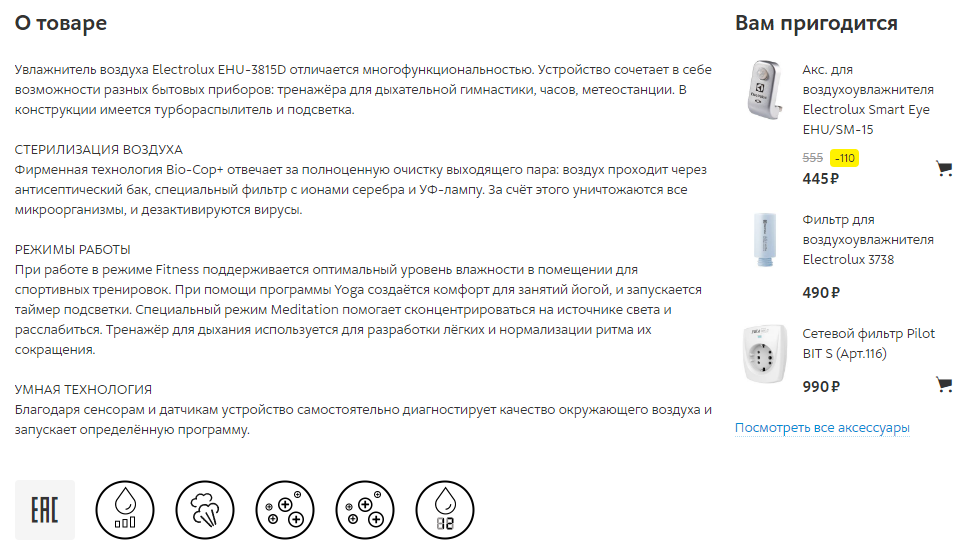 О товаре
Увлажнитель воздуха Electrolux EHU-3815D отличается многофункциональностью. Устройство сочетает в себе
возможности разных бытовых приборов: тренажёра для дыхательной гимнастики, часов, метеостанции. В
конструкции имеется турбораспылитель и подсветка.
СТЕРИЛИЗАЦИЯ ВОЗДУХА
Фирменная технология Bio-Cop+ отвечает за полноценную очистку выходящего пара: воздух проходит через
антисептический бак, специальный фильтр с ионами серебра и УФ-лампу. За счёт этого уничтожаются все
микроорганизмы, и дезактивируются вирусы.
РЕЖИМЫ РАБОТЫ
При работе в режиме Fitness поддерживается оптимальный уровень влажности в помещении для
спортивных тренировок. При помощи программы Yoga создаётся комфорт для занятий йогой, и запускается
таймер подсветки. Специальный режим Meditation помогает сконцентрироваться на источнике света и
расслабиться. Тренажёр для дыхания используется для разработки лёгких и нормализации ритма их
сокращения.
УМНАЯ ТЕХНОЛОГИЯ
Благодаря сенсорам и датчикам устройство самостоятельно диагностирует качество окружающего воздуха и
запускает определённую программу.
EAC
12
Вам пригодится
Акс. для
воздухоувлажнителя
Electrolux Smart Eye
EHU/SM-15
555 -110
445 ₽
Фильтр для
воздухоувлажнителя
Electrolux 3738
490 ₽
Сетевой фильтр Pilot
BIT S (Арт.116)
990 ₽
Посмотреть все аксессуары